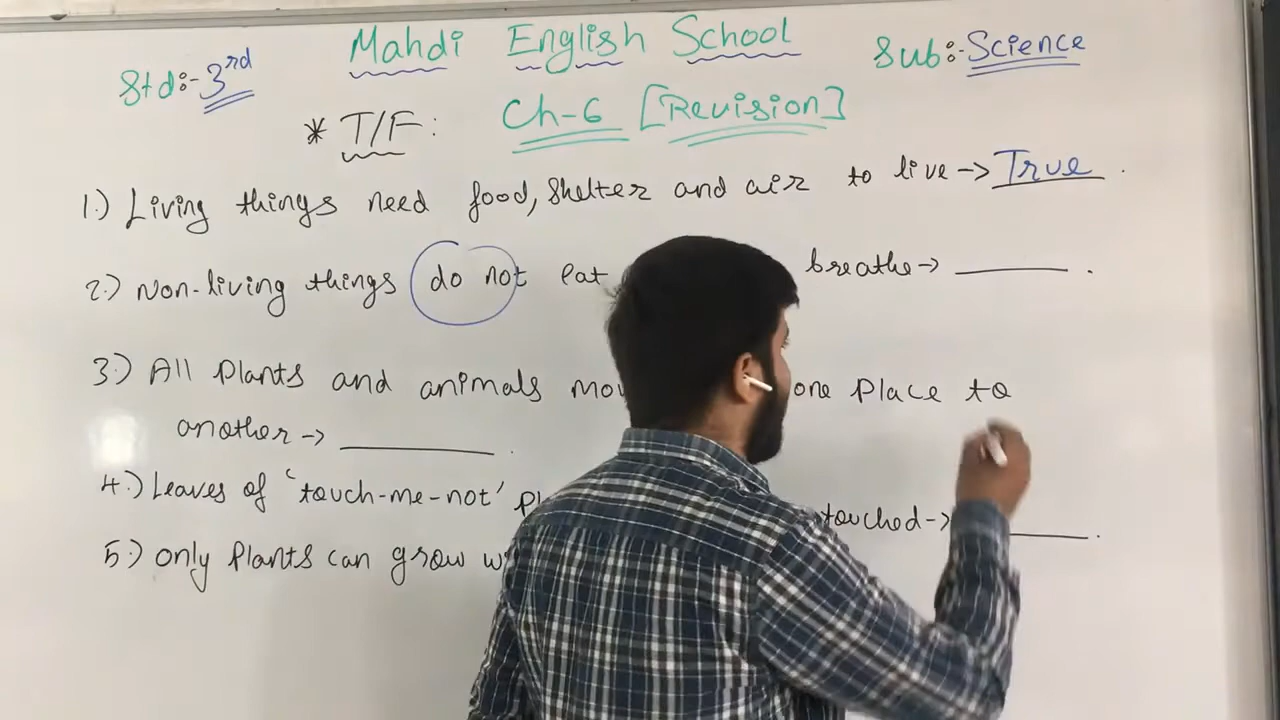 Mahdi English School
Std:- 3rd
Sub:- Science
Ch-6 [Revision]
* T/F:
1.) Living things need food, shelter and air to live -> True.
2.) Non-living things do not eat breathe -> ______.
3.) All Plants and animals one Place to
another -> ______.
4.) Leaves of 'touch-me-not' touched -> ______.
5.) Only Plants can grow